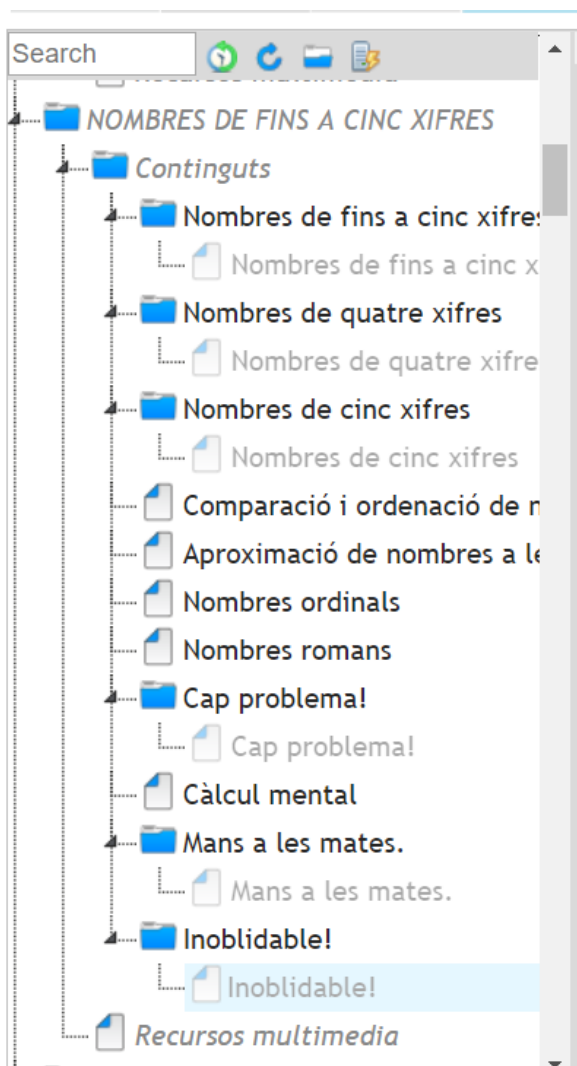 Search
Recursos multimedia
NOMBRES DE FINS A CINC XIFRES
Continguts
Nombres de fins a cinc xifres
Nombres de fins a cinc x
Nombres de quatre xifres
Nombres de quatre xifre
Nombres de cinc xifres
Nombres de cinc xifres
Comparació i ordenació de n
Aproximació de nombres a le
Nombres ordinals
Nombres romans
Cap problema!
Cap problema!
Càlcul mental
Mans a les mates.
Mans a les mates.
Inoblidable!
Inoblidable!
Recursos multimedia